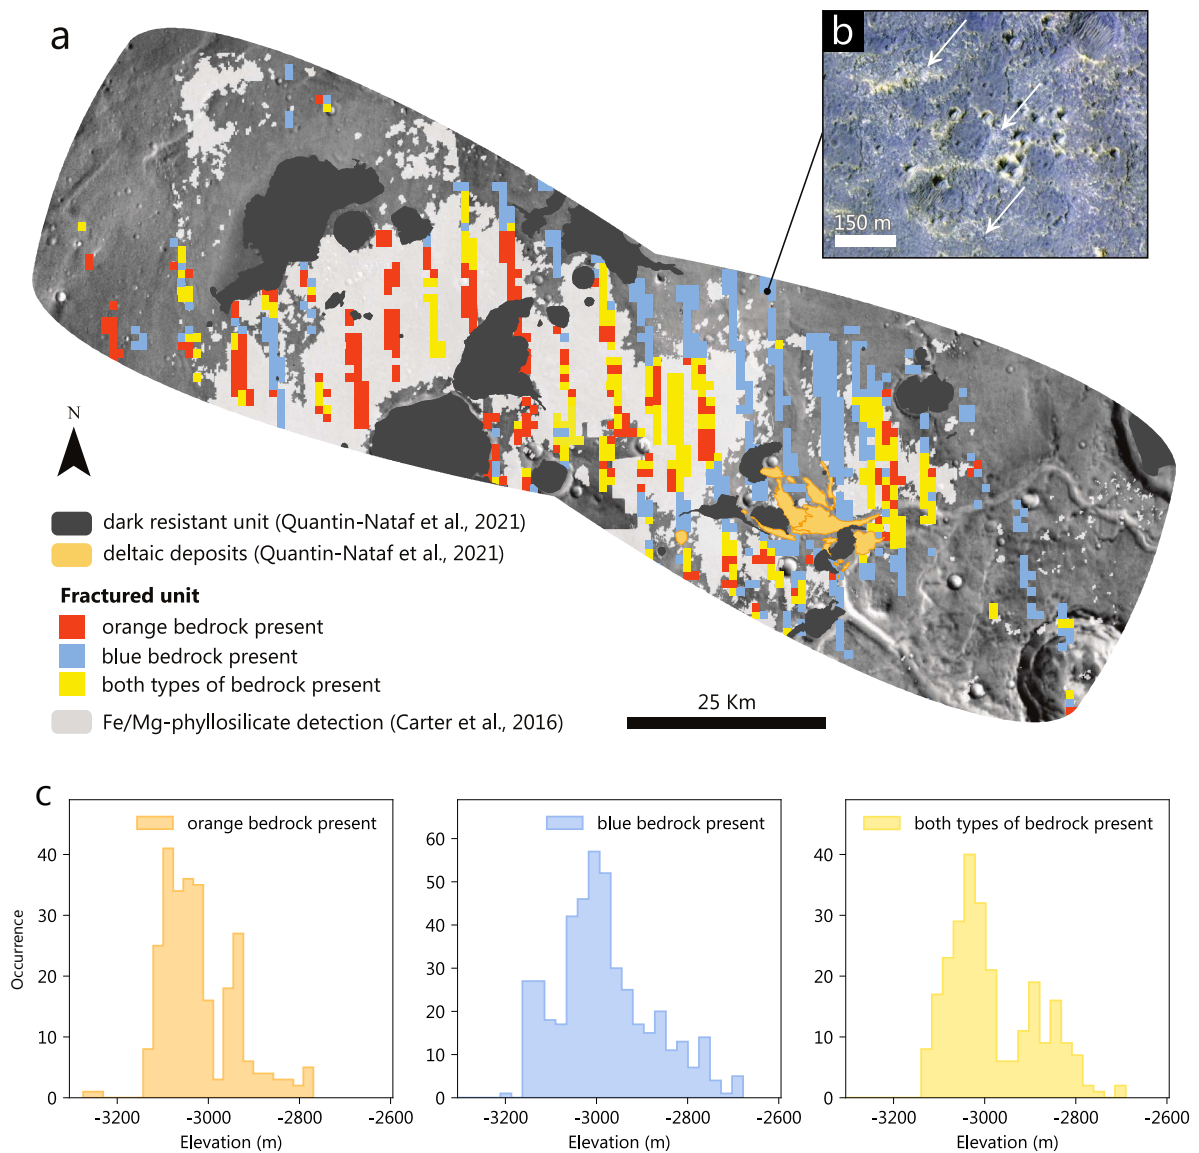 a
b
150 m
N
dark resistant unit (Quantin-Nataf et al., 2021)
deltaic deposits (Quantin-Nataf et al., 2021)
Fractured unit
orange bedrock present
blue bedrock present
both types of bedrock present
Fe/Mg-phyllosilicate detection (Carter et al., 2016)
25 Km
c
orange bedrock present
40
30
20
10
0
Occurrence
-3200 -3000 -2800 -2600
Elevation (m)
blue bedrock present
60
50
40
30
20
10
0
-3200 -3000 -2800 -2600
Elevation (m)
both types of bedrock present
40
30
20
10
0
-3200 -3000 -2800 -2600
Elevation (m)